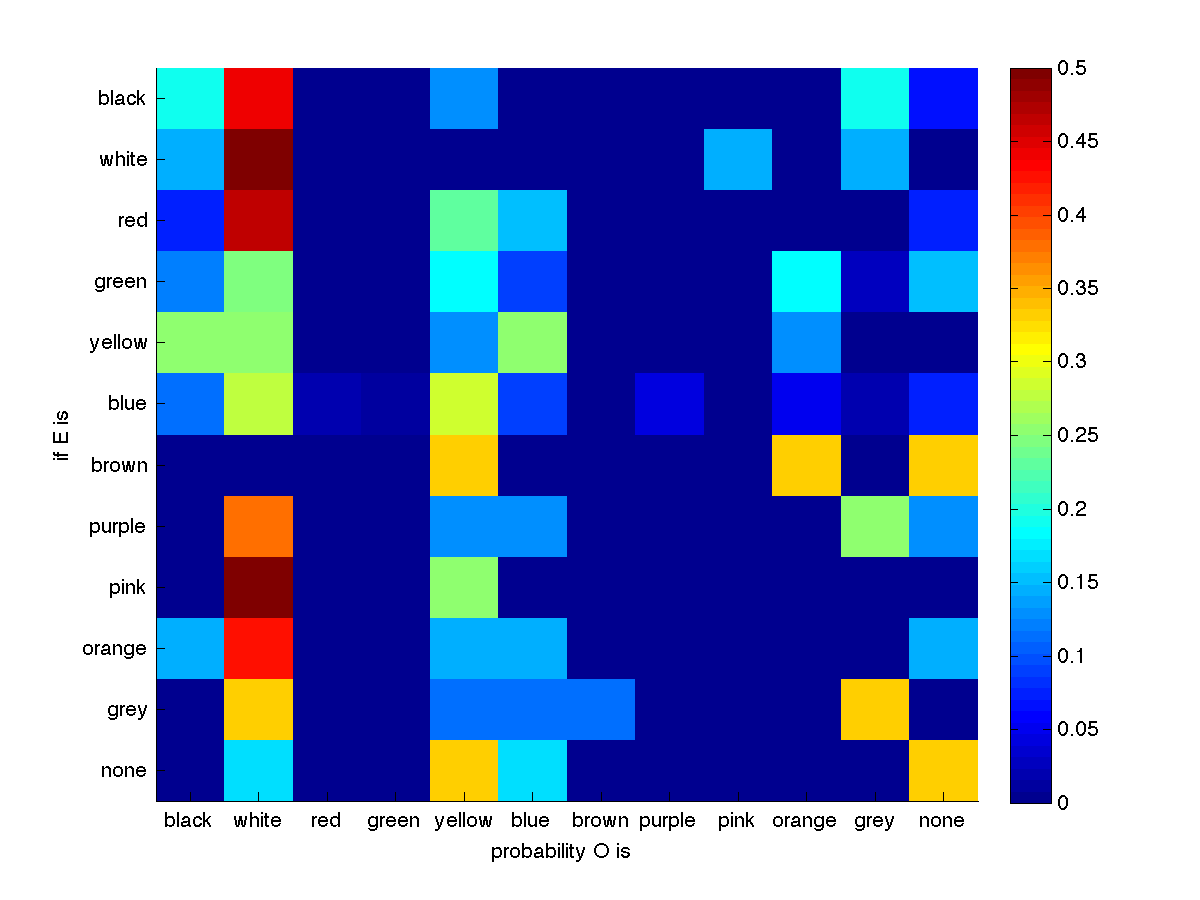 black
white
red
green
yellow
blue
brown
purple
pink
orange
grey
none
if E is
black white red green yellow blue brown purple pink orange grey none
probability O is
0.5
0.45
0.4
0.35
0.3
0.25
0.2
0.15
0.1
0.05
0